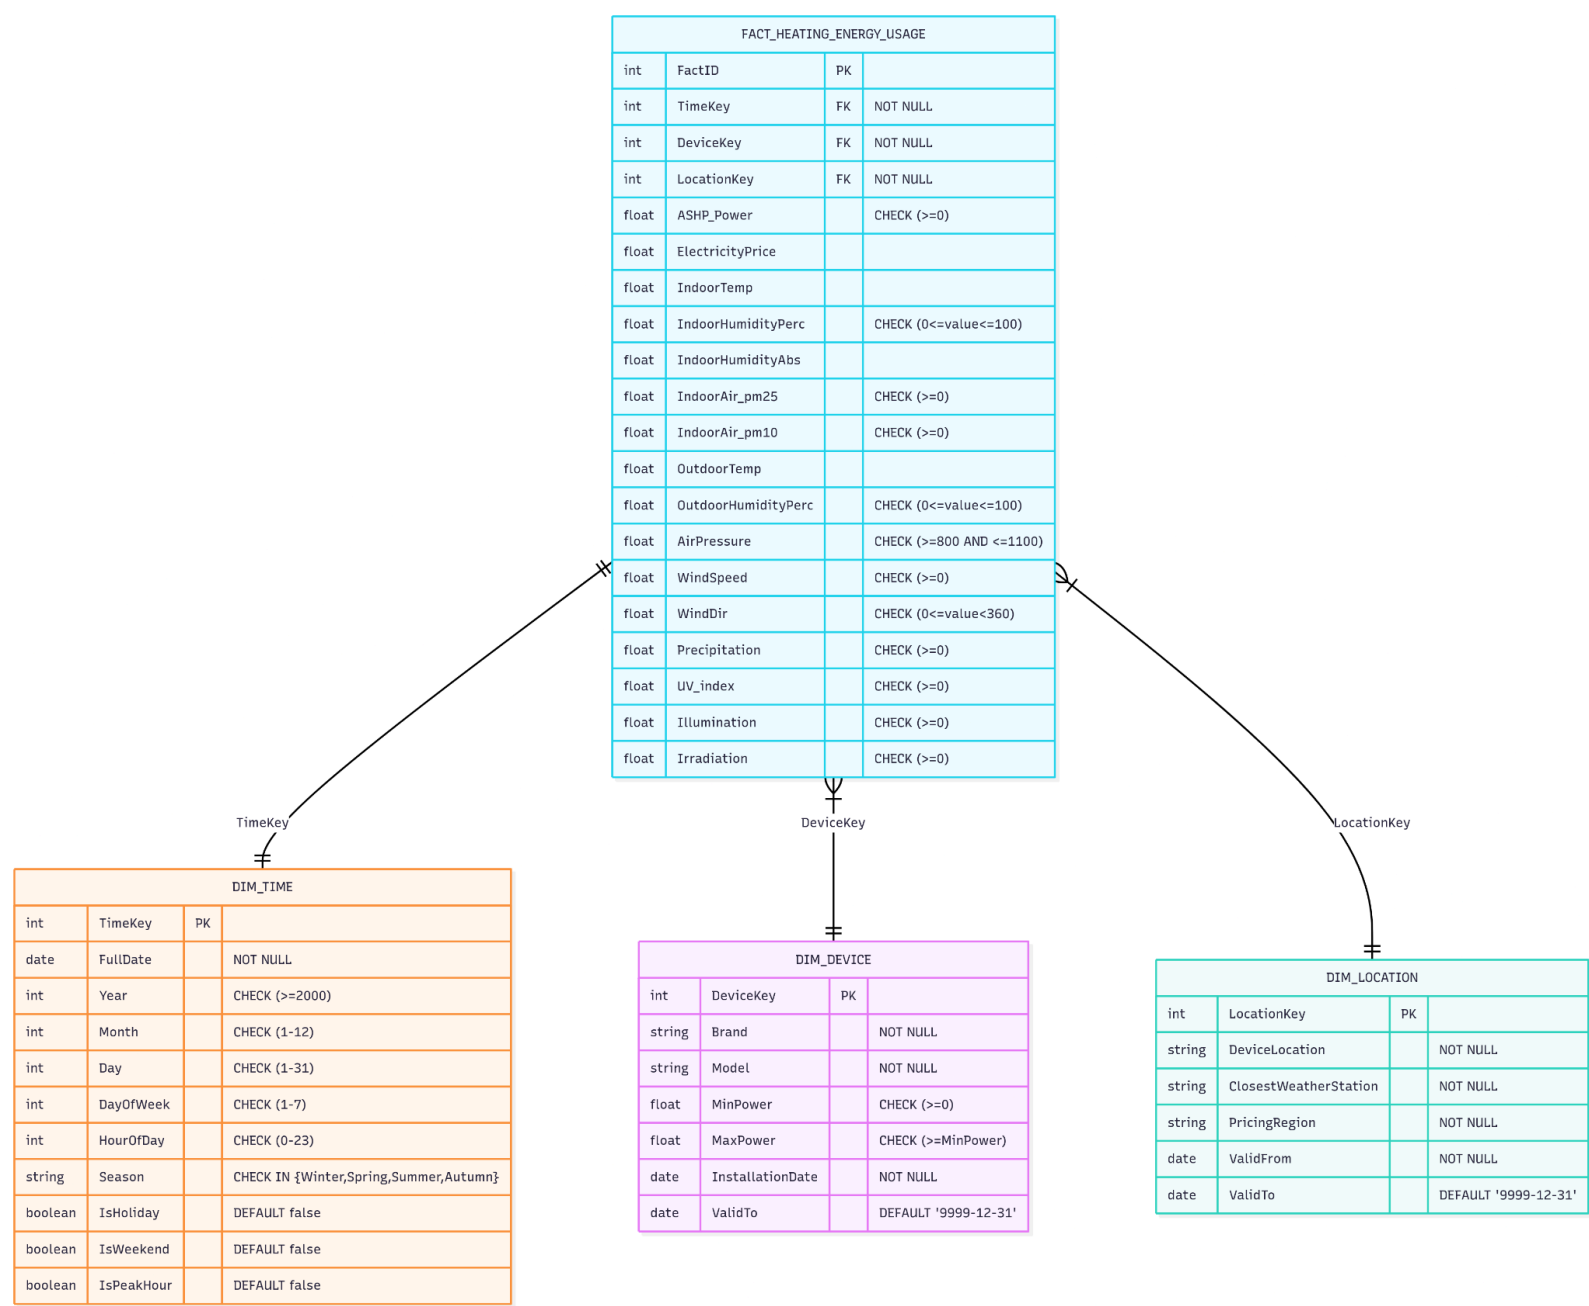 FACT_HEATING_ENERGY_USAGE
int FactID PK
int TimeKey FK NOT NULL
int DeviceKey FK NOT NULL
int LocationKey FK NOT NULL
float ASHP_Power CHECK (>=0)
float ElectricityPrice
float IndoorTemp
float IndoorHumidityPerc CHECK (0<=value<=100)
float IndoorHumidityAbs
float IndoorAir_pm25 CHECK (>=0)
float IndoorAir_pm10 CHECK (>=0)
float OutdoorTemp
float OutdoorHumidityPerc CHECK (0<=value<=100)
float AirPressure CHECK (>=800 AND <=1100)
float WindSpeed CHECK (>=0)
float WindDir CHECK (0<=value<360)
float Precipitation CHECK (>=0)
float UV_index CHECK (>=0)
float Illumination CHECK (>=0)
float Irradiation CHECK (>=0)
TimeKey
DeviceKey
LocationKey
DIM_TIME
int TimeKey PK
date FullDate NOT NULL
int Year CHECK (>=2000)
int Month CHECK (1-12)
int Day CHECK (1-31)
int DayOfWeek CHECK (1-7)
int HourOfDay CHECK (0-23)
string Season CHECK IN {Winter,Spring,Summer,Autumn}
boolean IsHoliday DEFAULT false
boolean IsWeekend DEFAULT false
boolean IsPeakHour DEFAULT false
DIM_DEVICE
int DeviceKey PK
string Brand NOT NULL
string Model NOT NULL
float MinPower CHECK (>=0)
float MaxPower CHECK (>=MinPower)
date InstallationDate NOT NULL
date ValidTo DEFAULT '9999-12-31'
DIM_LOCATION
int LocationKey PK
string DeviceLocation NOT NULL
string ClosestWeatherStation NOT NULL
string PricingRegion NOT NULL
date ValidFrom NOT NULL
date ValidTo DEFAULT '9999-12-31'